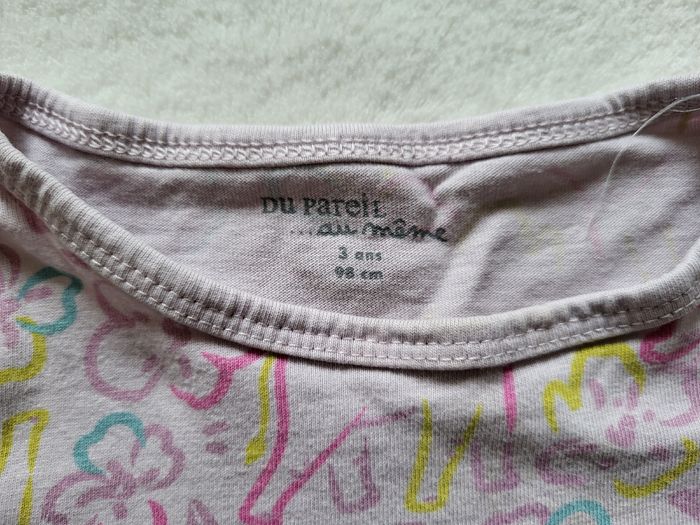 DU PAREIL
...au même
3 ans
98 cm